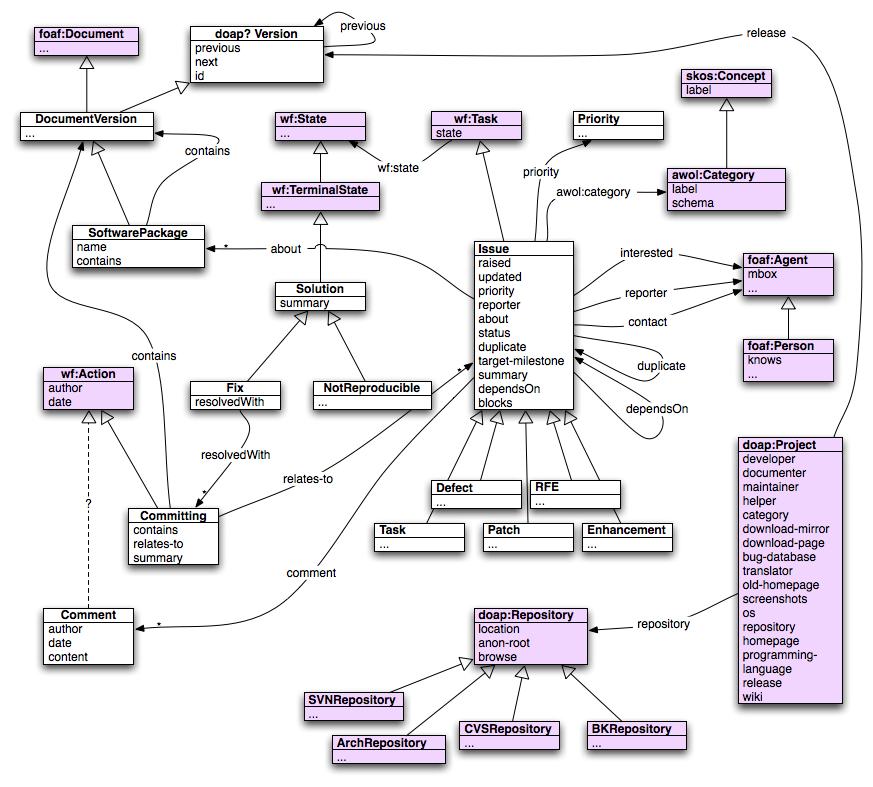 foaf:Document
...
doap? Version
previous
next
id
previous
release
skos:Concept
label
DocumentVersion
...
contains
wf:State
...
wf:Task
state
wf:state
Priority
...
priority
awol:category
awol:Category
label
schema
wf:TerminalState
...
SoftwarePackage
name
contains
*
about
Solution
summary
Issue
raised
updated
priority
reporter
about
status
duplicate
target-milestone
summary
dependsOn
blocks
interested
reporter
contact
duplicate
dependsOn
foaf:Agent
mbox
...
foaf:Person
knows
...
contains
wf:Action
author
date
Fix
resolvedWith
NotReproducible
...
*
resolvedWith
*
relates-to
?
Committing
contains
relates-to
summary
Defect
...
RFE
...
Task
...
Patch
...
Enhancement
...
doap:Project
developer
documenter
maintainer
helper
category
download-mirror
download-page
bug-database
translator
old-homepage
screenshots
os
repository
homepage
programming-
language
release
wiki
comment
*
Comment
author
date
content
doap:Repository
location
anon-root
browse
repository
SVNRepository
...
ArchRepository
...
CVSRepository
...
BKRepository
...